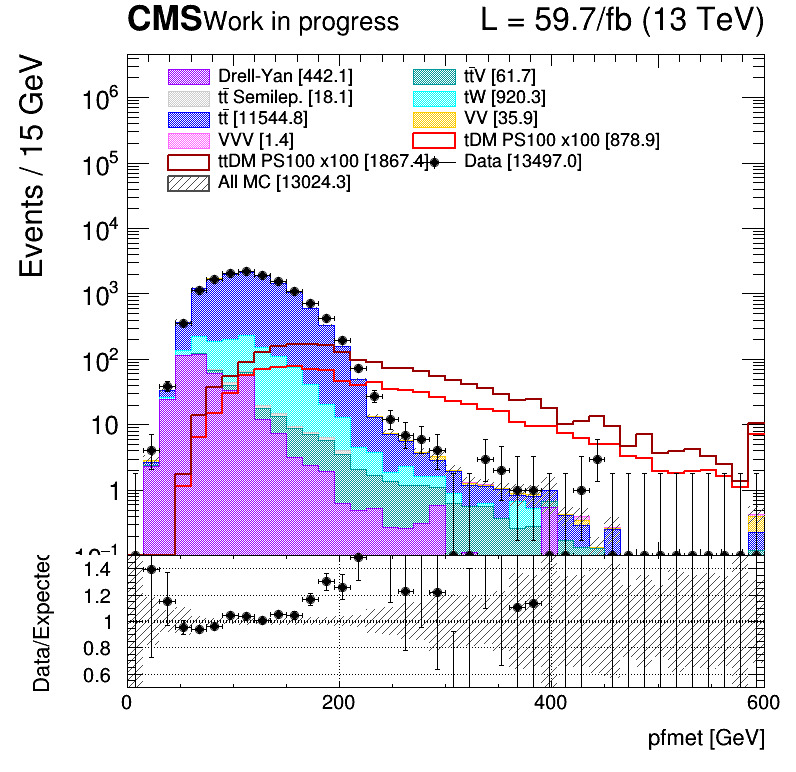 CMS Work in progress L = 59.7/fb (13 TeV)
Events / 15 GeV
Drell-Yan [442.1] tt̄V [61.7]
tt̄ Semilep. [18.1] tW [920.3]
tt̄ [11544.8] VV [35.9]
VVV [1.4] tDM PS100 x100 [878.9]
ttDM PS100 x100 [1867.4] Data [13497.0]
All MC [13024.3]
10⁶
10⁵
10⁴
10³
10²
10
1
10⁻¹
Data/Expected
1.4
1.2
1
0.8
0.6
0 200 400 600
pfmet [GeV]